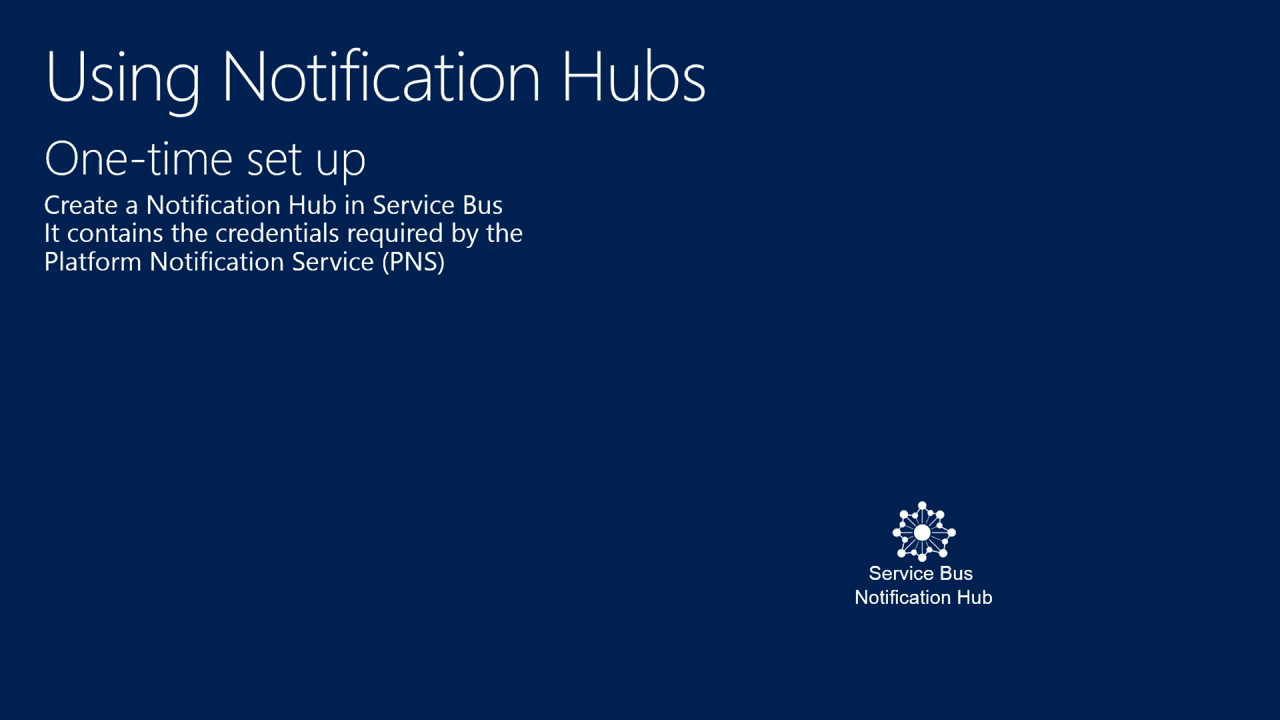 Using Notification Hubs
One-time set up
Create a Notification Hub in Service Bus
It contains the credentials required by the
Platform Notification Service (PNS)
Service Bus
Notification Hub